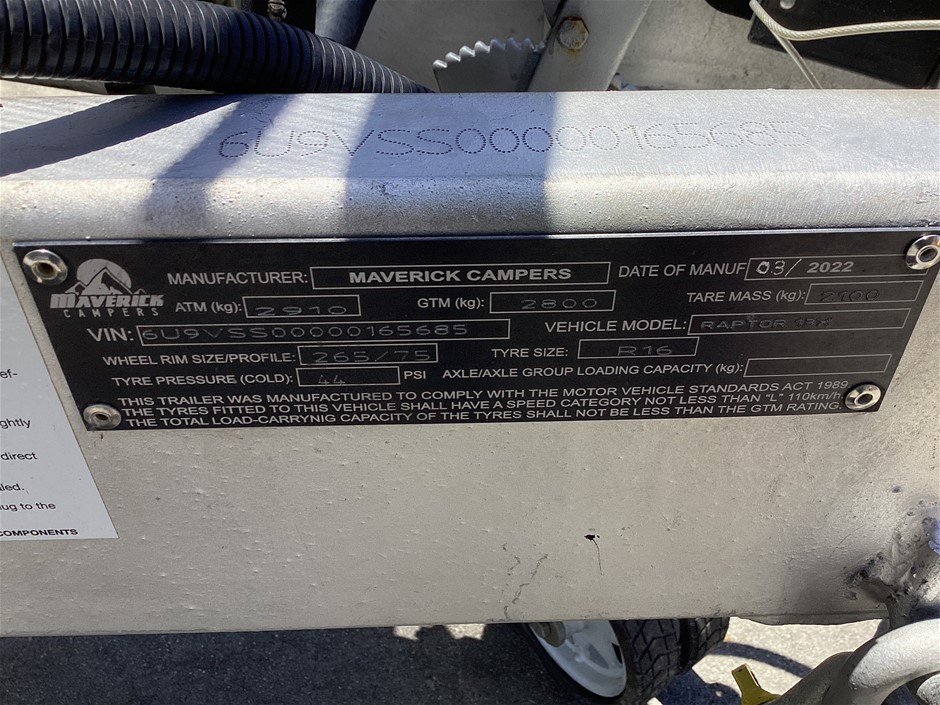 6U9VSS00000165685
MAVERICK
CAMPERS
MANUFACTURER: MAVERICK CAMPERS DATE OF MANUF 03/ 2022
ATM (kg): 2910 GTM (kg): 2800 TARE MASS (kg): 2100
VIN: 6U9VSS00000165685 VEHICLE MODEL: RAPTOR 18X
WHEEL RIM SIZE/PROFILE: 265/75 TYRE SIZE: R16
TYRE PRESSURE (COLD): 44 PSI AXLE/AXLE GROUP LOADING CAPACITY (kg):
THIS TRAILER WAS MANUFACTURED TO COMPLY WITH THE MOTOR VEHICLE STANDARDS ACT 1989
THE TYRES FITTED TO THIS VEHICLE SHALL HAVE A SPEED CATEGORY NOT LESS THAN "L" 110km/h
THE TOTAL LOAD-CARRYNIG CAPACITY OF THE TYRES SHALL NOT BE LESS THAN THE GTM RATING.
ef-
ghtly
direct
led.
ug to the
COMPONENTS